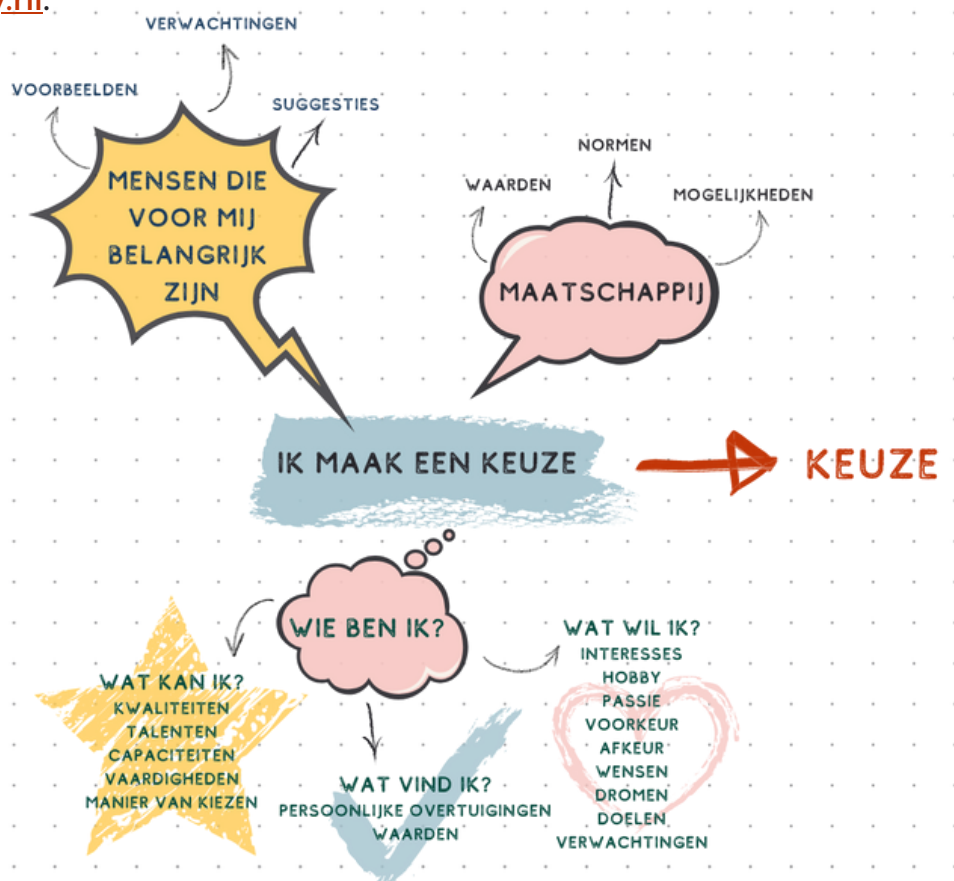 VERWACHTINGEN
VOORBEELDEN
SUGGESTIES
MENSEN DIE
VOOR MIJ
BELANGRIJK
ZIJN
NORMEN
WAARDEN
MOGELIJKHEDEN
MAATSCHAPPIJ
IK MAAK EEN KEUZE
KEUZE
WIE BEN IK?
WAT KAN IK?
KWALITEITEN
TALENTEN
CAPACITEITEN
VAARDIGHEDEN
MANIER VAN KIEZEN
WAT VIND IK?
PERSOONLIJKE OVERTUIGINGEN
WAARDEN
WAT WIL IK?
INTERESSES
HOBBY
PASSIE
VOORKEUR
AFKEUR
WENSEN
DROMEN
DOELEN
VERWACHTINGEN